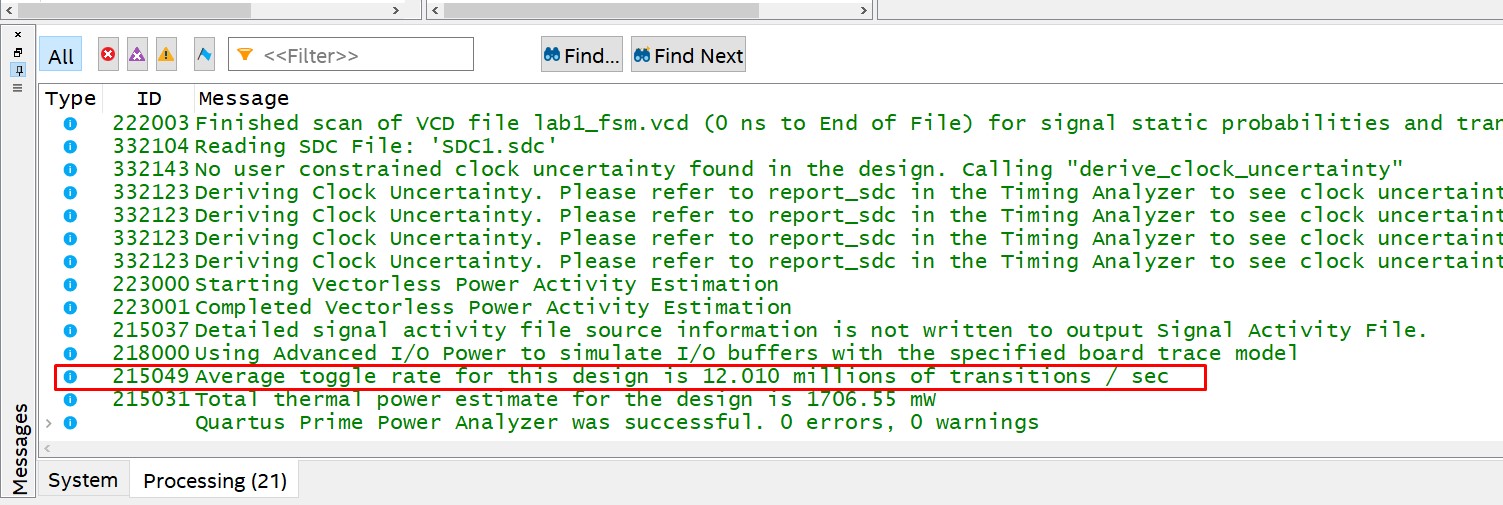 All <<Filter>> Find... Find Next
Type ID Message
222003 Finished scan of VCD file lab1_fsm.vcd (0 ns to End of File) for signal static probabilities and tran
332104 Reading SDC File: 'SDC1.sdc'
332143 No user constrained clock uncertainty found in the design. Calling "derive_clock_uncertainty"
332123 Deriving Clock Uncertainty. Please refer to report_sdc in the Timing Analyzer to see clock uncertaint
332123 Deriving Clock Uncertainty. Please refer to report_sdc in the Timing Analyzer to see clock uncertaint
332123 Deriving Clock Uncertainty. Please refer to report_sdc in the Timing Analyzer to see clock uncertaint
332123 Deriving Clock Uncertainty. Please refer to report_sdc in the Timing Analyzer to see clock uncertaint
223000 Starting Vectorless Power Activity Estimation
223001 Completed Vectorless Power Activity Estimation
215037 Detailed signal activity file source information is not written to output Signal Activity File.
218000 Using Advanced I/O Power to simulate I/O buffers with the specified board trace model
215049 Average toggle rate for this design is 12.010 millions of transitions / sec
215031 Total thermal power estimate for the design is 1706.55 mW
Quartus Prime Power Analyzer was successful. 0 errors, 0 warnings
Messages
System Processing (21)